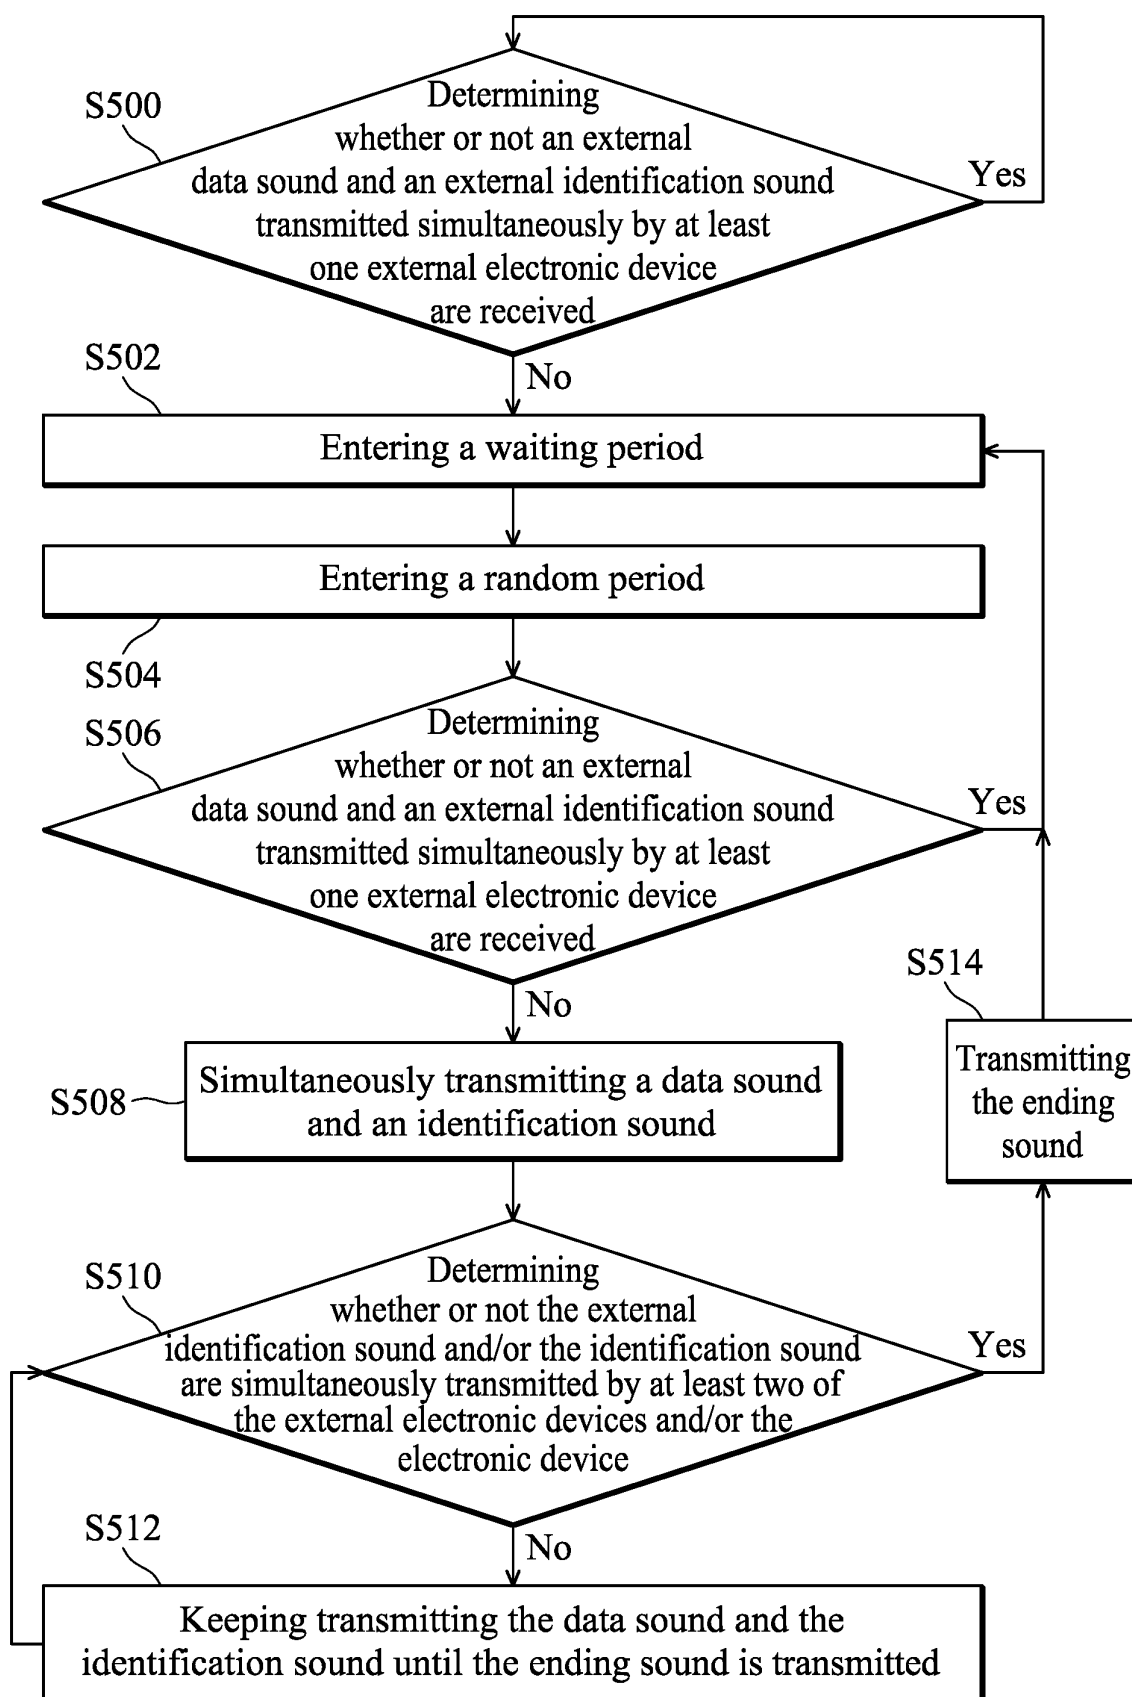 S500
Determining
whether or not an external
data sound and an external identification sound
transmitted simultaneously by at least
one external electronic device
are received
Yes
No
S502
Entering a waiting period
Entering a random period
S504
S506
Determining
whether or not an external
data sound and an external identification sound
transmitted simultaneously by at least
one external electronic device
are received
Yes
No
S508
Simultaneously transmitting a data sound
and an identification sound
S514
Transmitting
the ending
sound
S510
Determining
whether or not the external
identification sound and/or the identification sound
are simultaneously transmitted by at least two of
the external electronic devices and/or the
electronic device
Yes
No
S512
Keeping transmitting the data sound and the
identification sound until the ending sound is transmitted